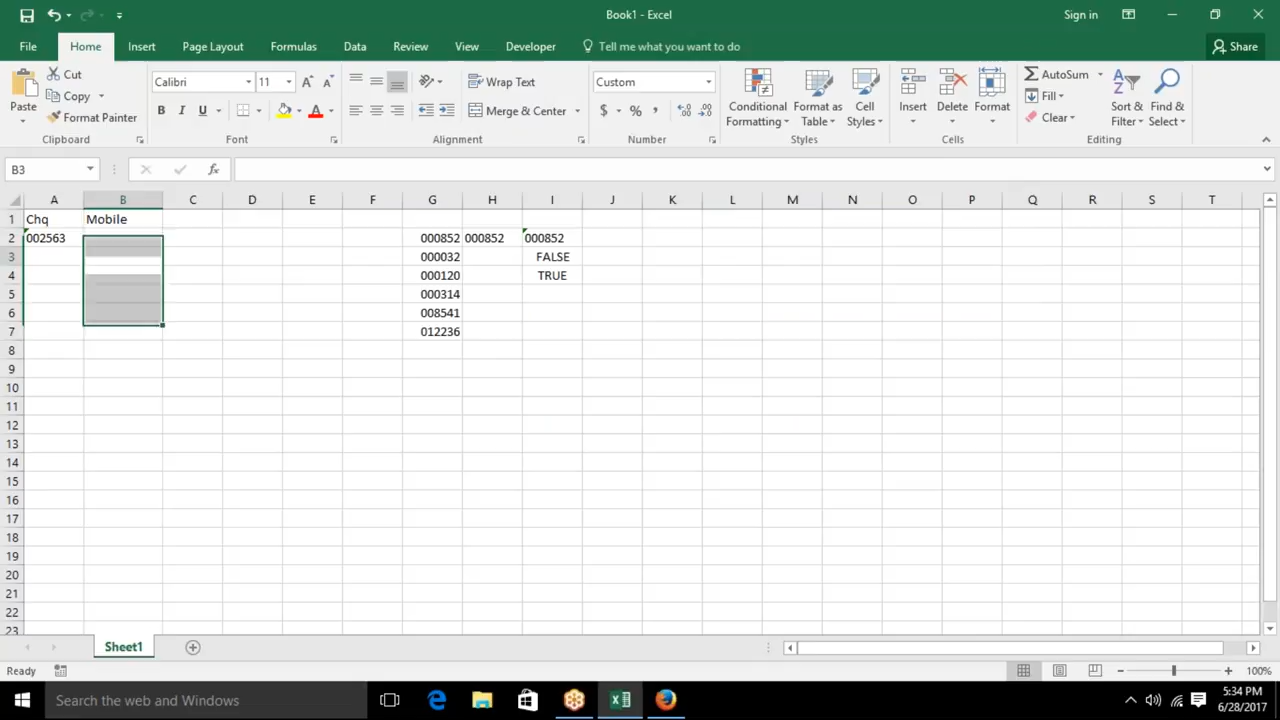 Book1 - Excel
Sign in
File Home Insert Page Layout Formulas Data Review View Developer Tell me what you want to do Share
Paste
Cut
Copy
Format Painter
Calibri 11
B I U
A A
Wrap Text
Merge & Center
Custom
$ % ,
Conditional Formatting
Format as Table
Cell Styles
Insert
Delete
Format
AutoSum
Fill
Clear
Sort & Filter
Find & Select
Clipboard Font Alignment Number Styles Cells Editing
B3 fx
A B C D E F G H I J K L M N O P Q R S T
1 Chq Mobile
2 002563 000852 000852 000852
3 000032 FALSE
4 000120 TRUE
5 000314
6 008541
7 012236
8
9
10
11
12
13
14
15
16
17
18
19
20
21
22
23
Sheet1
Ready 100%
Search the web and Windows
5:34 PM
6/28/2017